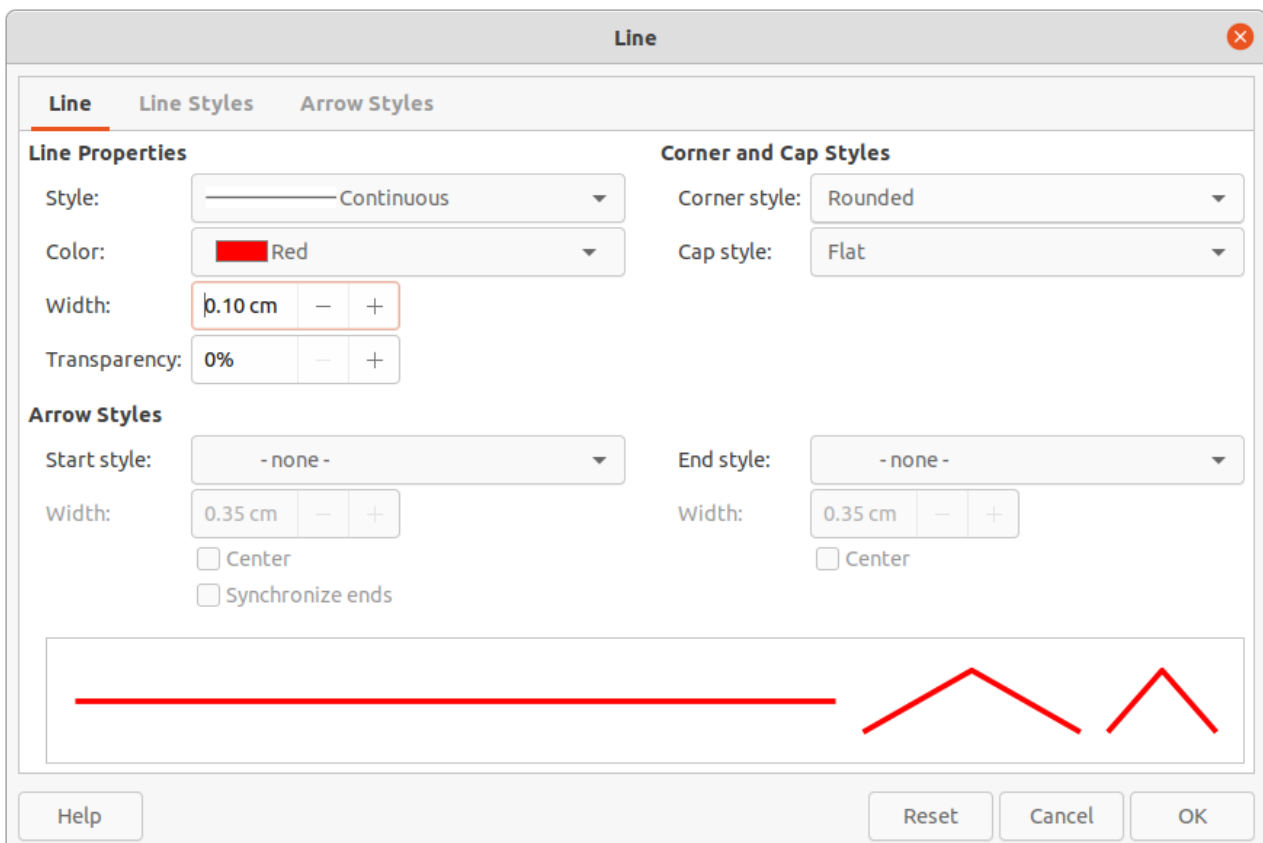 Line
Line Line Styles Arrow Styles
Line Properties
Style: Continuous
Color: Red
Width: 0.10 cm
Transparency: 0%
Corner and Cap Styles
Corner style: Rounded
Cap style: Flat
Arrow Styles
Start style: - none -
Width: 0.35 cm
Center
Synchronize ends
End style: - none -
Width: 0.35 cm
Center
Help Reset Cancel OK